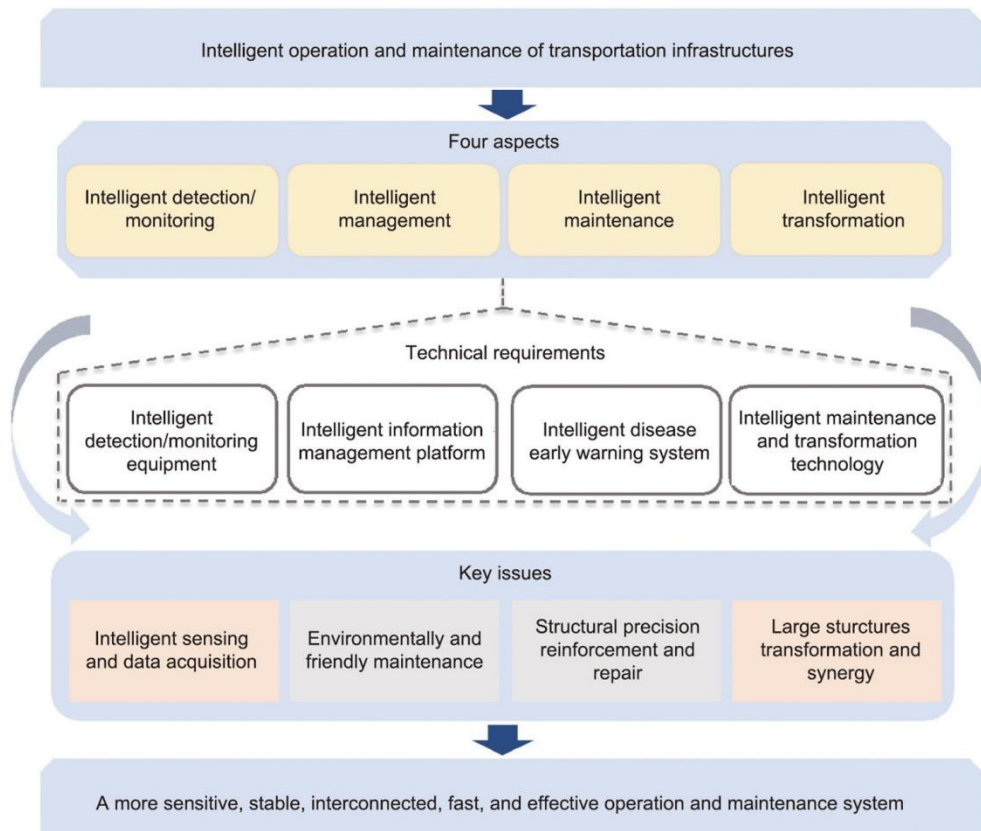 Intelligent operation and maintenance of transportation infrastructures
Four aspects
Intelligent detection/
monitoring
Intelligent
management
Intelligent
maintenance
Intelligent
transformation
Technical requirements
Intelligent
detection/monitoring
equipment
Intelligent information
management platform
Intelligent disease
early warning system
Intelligent maintenance
and transformation
technology
Key issues
Intelligent sensing
and data acquisition
Environmentally and
friendly maintenance
Structural precision
reinforcement and
repair
Large sturctures
transformation and
synergy
A more sensitive, stable, interconnected, fast, and effective operation and maintenance system